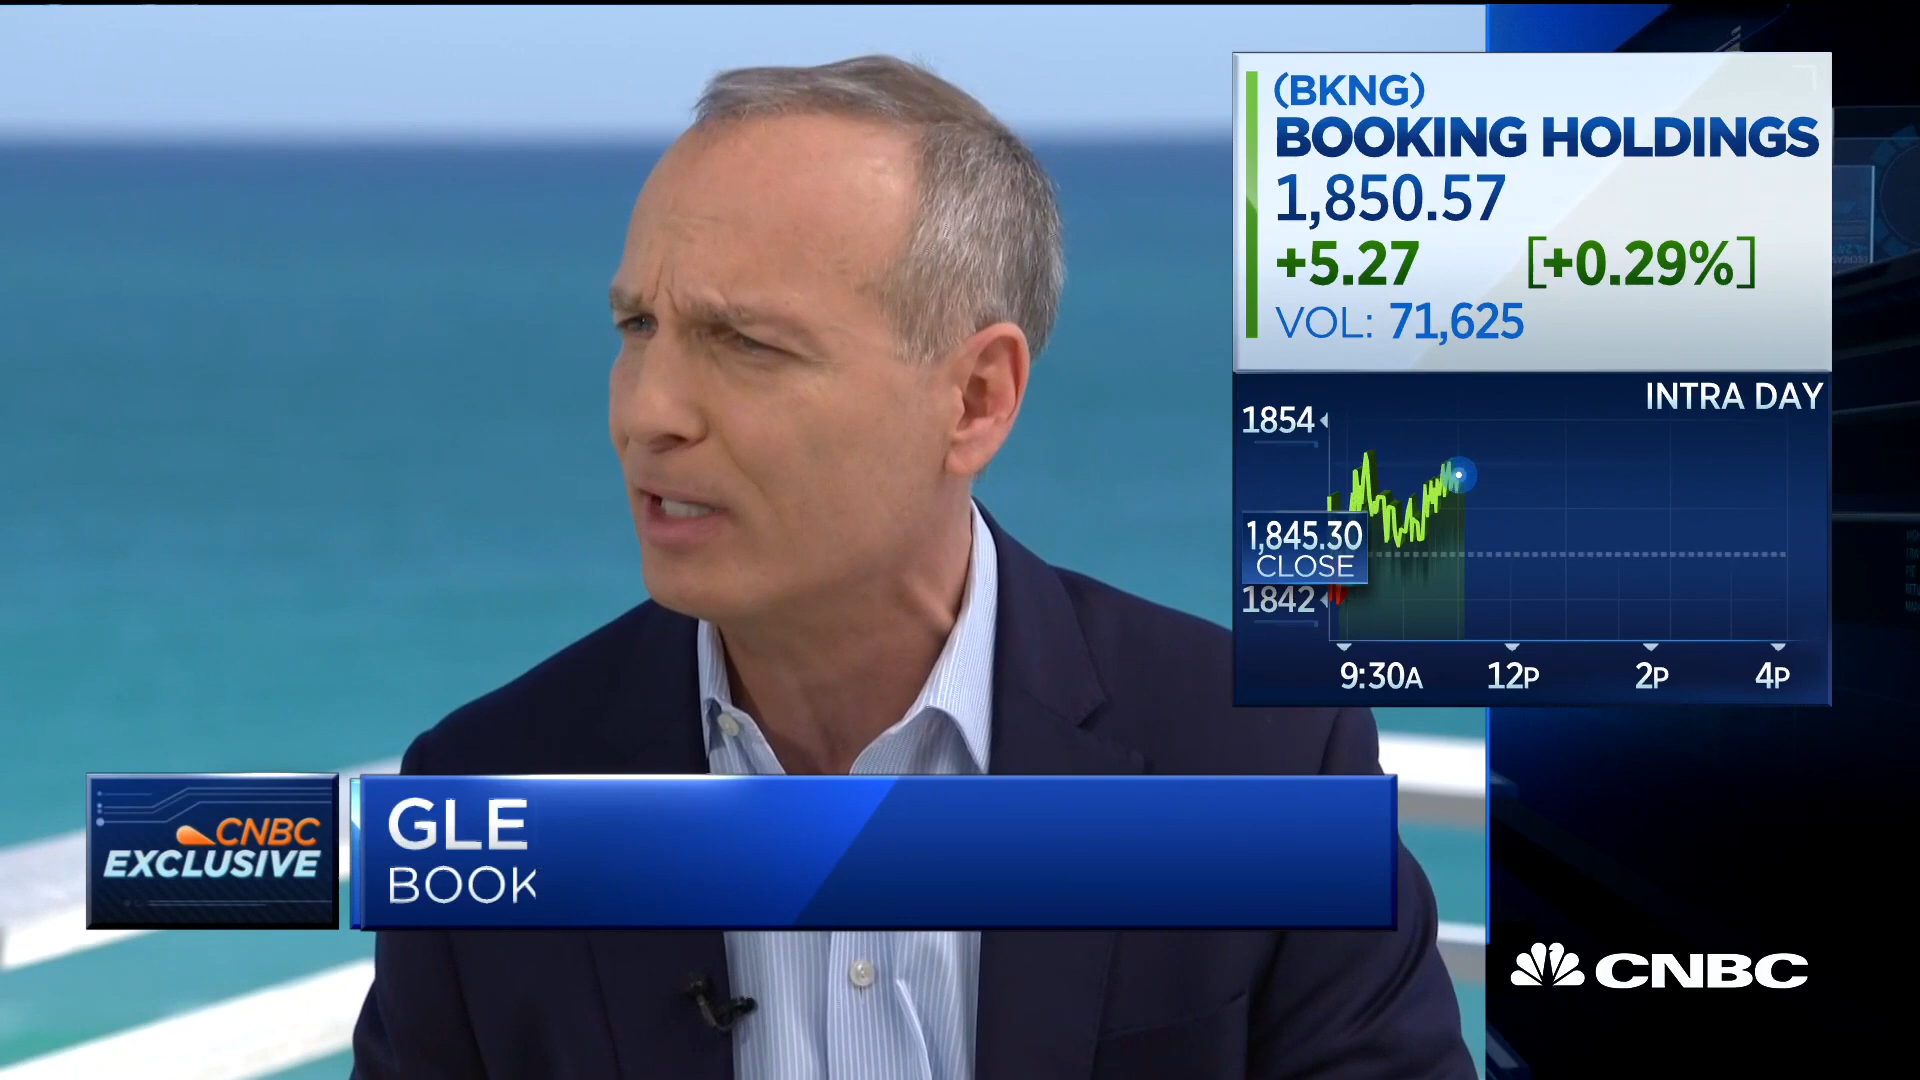 (BKNG)
BOOKING HOLDINGS
1,850.57
+5.27 [+0.29%]
VOL: 71,625
INTRA DAY
1854
1,845.30
CLOSE
1842
9:30A 12P 2P 4P
CNBC
EXCLUSIVE
GLE
BOOK
CNBC